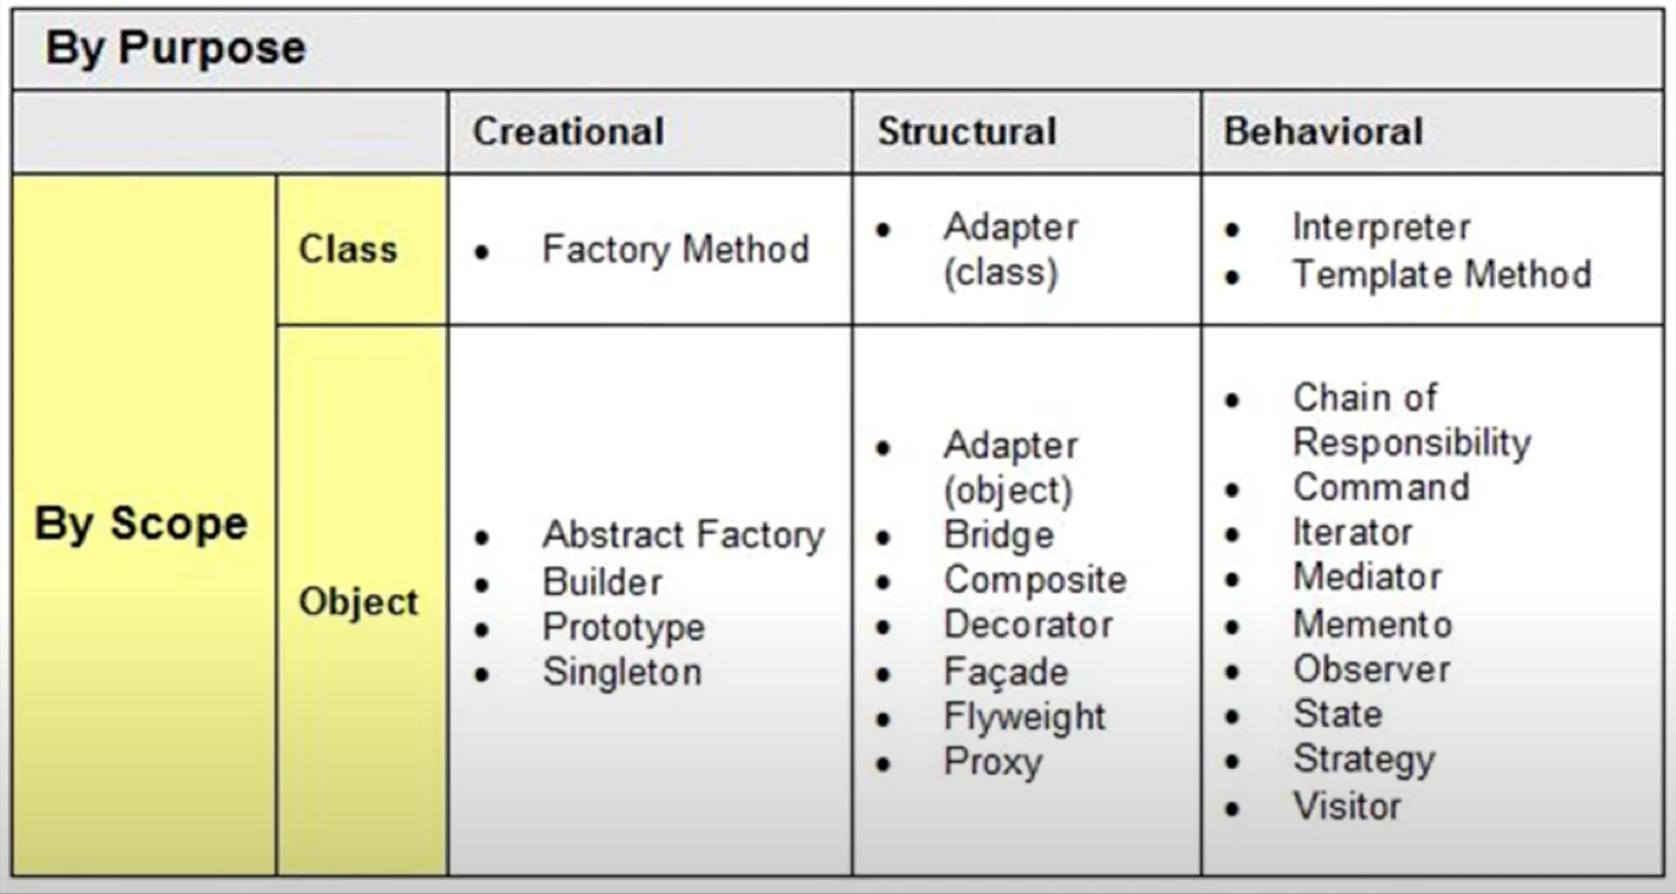 By Purpose
Creational
Structural
Behavioral
By Scope
Class
• Factory Method
• Adapter
(class)
• Interpreter
• Template Method
Object
• Abstract Factory
• Builder
• Prototype
• Singleton
• Adapter
(object)
• Bridge
• Composite
• Decorator
• Façade
• Flyweight
• Proxy
• Chain of
Responsibility
• Command
• Iterator
• Mediator
• Memento
• Observer
• State
• Strategy
• Visitor